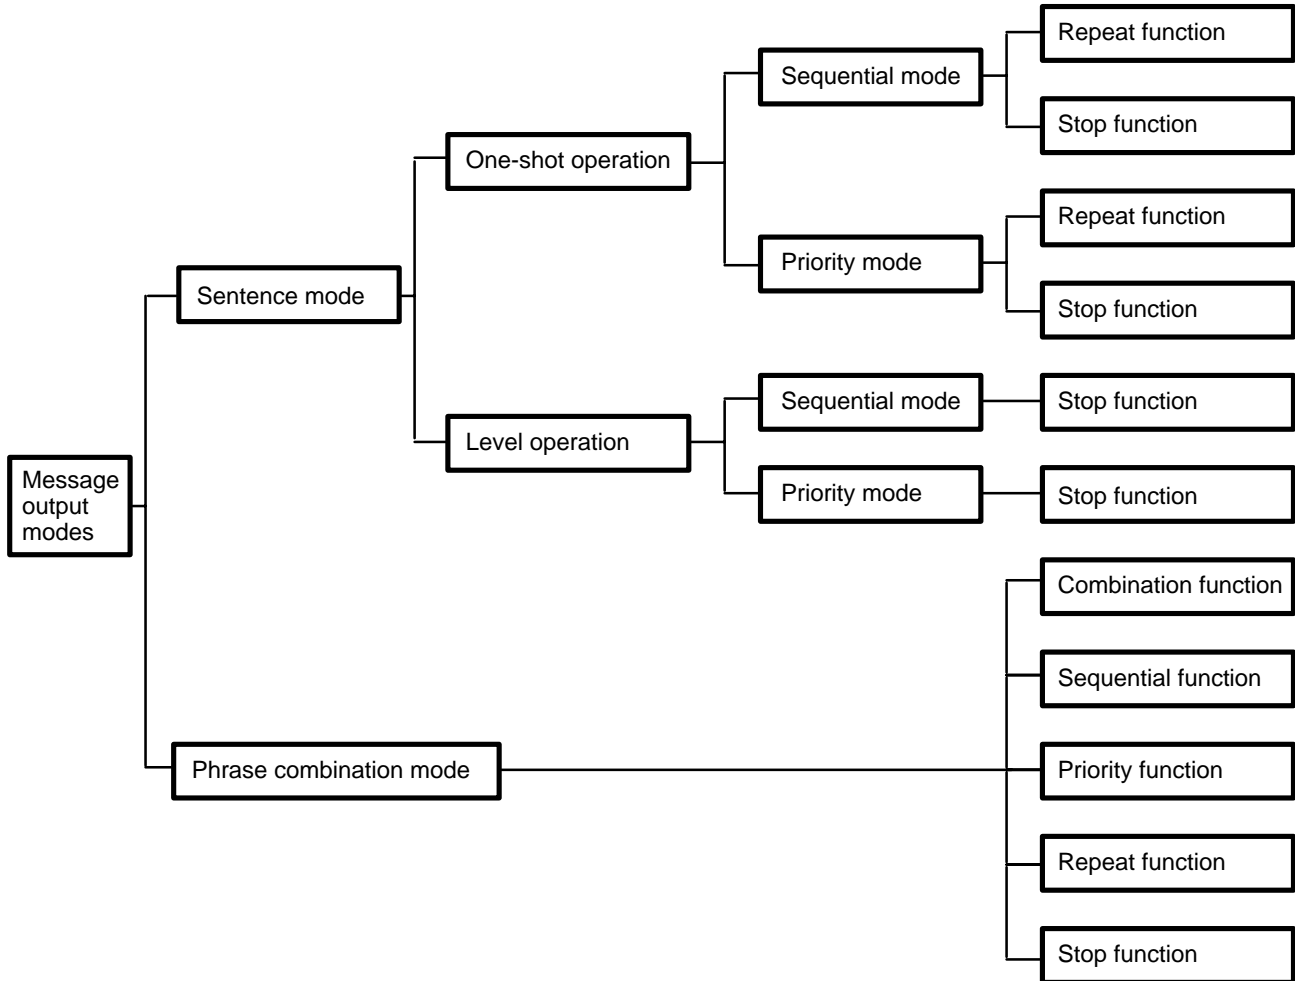 Repeat function
Sequential mode
Stop function
One-shot operation
Repeat function
Priority mode
Sentence mode
Stop function
Sequential mode
Stop function
Level operation
Message
output
modes
Priority mode
Stop function
Combination function
Sequential function
Phrase combination mode
Priority function
Repeat function
Stop function